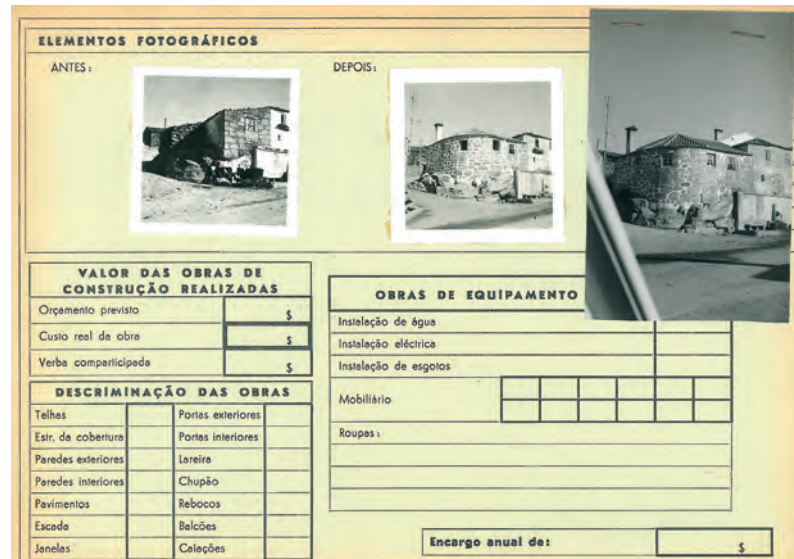 ELEMENTOS FOTOGRÁFICOS
ANTES:
DEPOIS:
VALOR DAS OBRAS DE
CONSTRUÇÃO REALIZADAS
Orçamento previsto $
Custo real da obra $
Verba comparticipada $
DESCRIMINAÇÃO DAS OBRAS
Telhas Portas exteriores
Estr. da cobertura Portas interiores
Paredes exteriores Lareira
Paredes interiores Chupão
Pavimentos Rebocos
Escada Balcões
Janelas Caiações
OBRAS DE EQUIPAMENTO
Instalação de água
Instalação eléctrica
Instalação de esgotos
Mobiliário
Roupas:
Encargo anual de: $